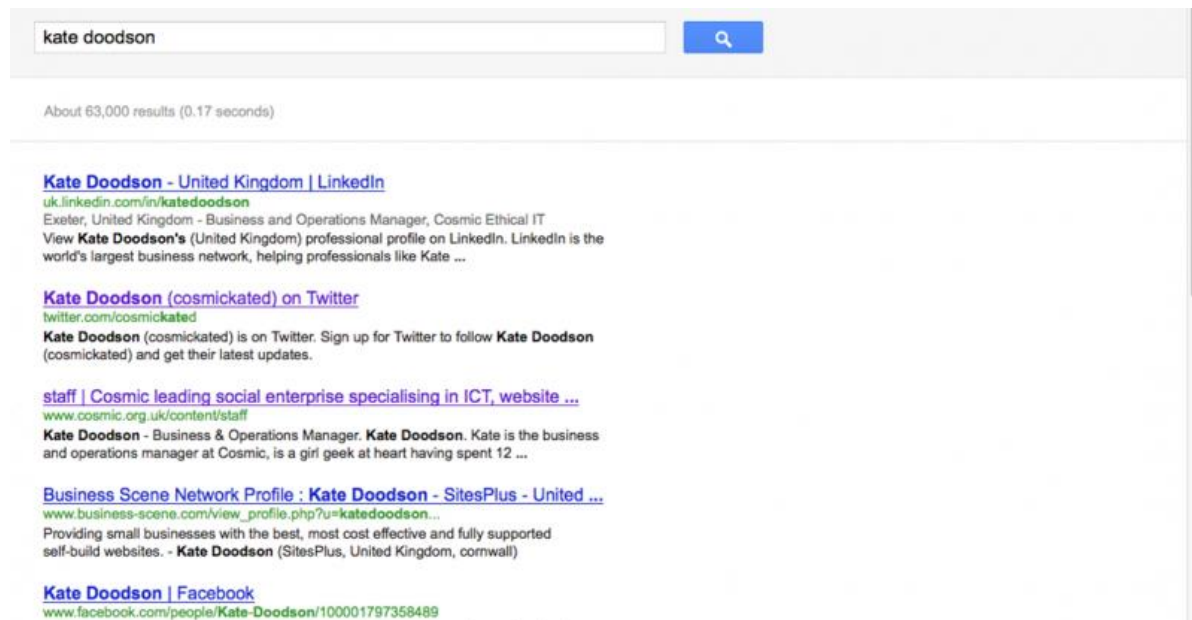 kate doodson
About 63,000 results (0.17 seconds)
Kate Doodson - United Kingdom | LinkedIn
uk.linkedin.com/in/katedoodson
Exeter, United Kingdom - Business and Operations Manager, Cosmic Ethical IT
View Kate Doodson's (United Kingdom) professional profile on LinkedIn. LinkedIn is the
world's largest business network, helping professionals like Kate ...
Kate Doodson (cosmickated) on Twitter
twitter.com/cosmickated
Kate Doodson (cosmickated) is on Twitter. Sign up for Twitter to follow Kate Doodson
(cosmickated) and get their latest updates.
staff | Cosmic leading social enterprise specialising in ICT, website ...
www.cosmic.org.uk/content/staff
Kate Doodson - Business & Operations Manager. Kate Doodson. Kate is the business
and operations manager at Cosmic, is a girl geek at heart having spent 12 ...
Business Scene Network Profile : Kate Doodson - SitesPlus - United ...
www.business-scene.com/view_profile.php?u=katedoodson...
Providing small businesses with the best, most cost effective and fully supported
self-build websites. - Kate Doodson (SitesPlus, United Kingdom, cornwall)
Kate Doodson | Facebook
www.facebook.com/people/Kate-Doodson/100001797358489